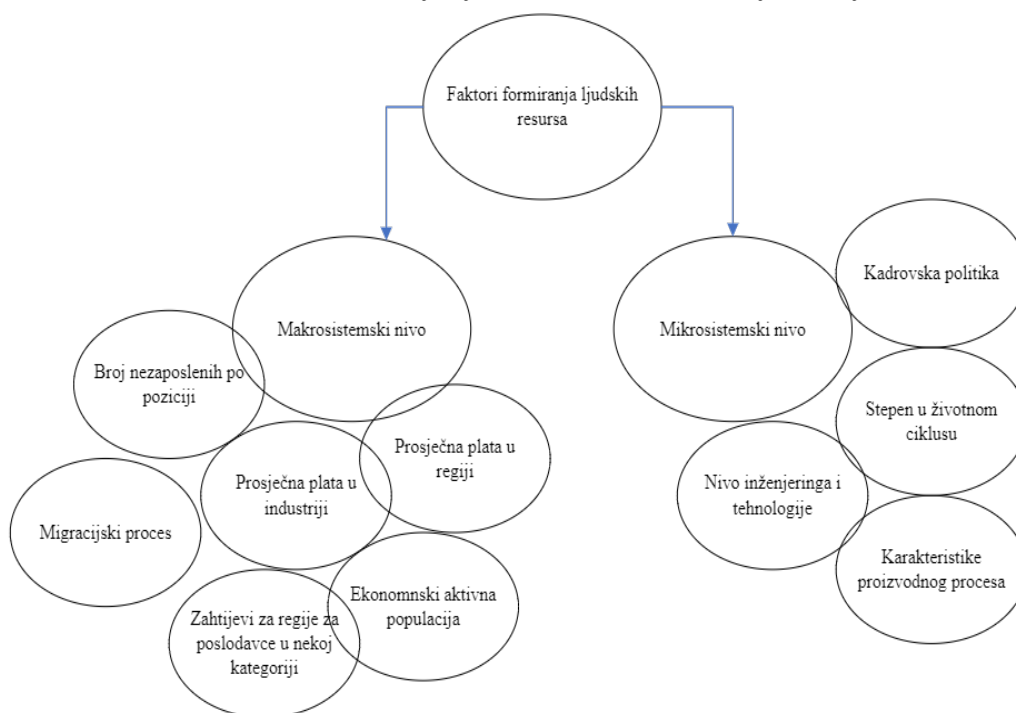 Faktori formiranja ljudskih
resursa
Makrosistemski nivo
Broj nezaposlenih po
poziciji
Prosječna plata u
regiji
Prosječna plata u
industriji
Migracijski proces
Ekonomnski aktivna
populacija
Zahtijevi za regije za
poslodavce u nekoj
kategoriji
Mikrosistemski nivo
Kadrovska politika
Stepen u životnom
ciklusu
Nivo inženjeringa i
tehnologije
Karakteristike
proizvodnog procesa